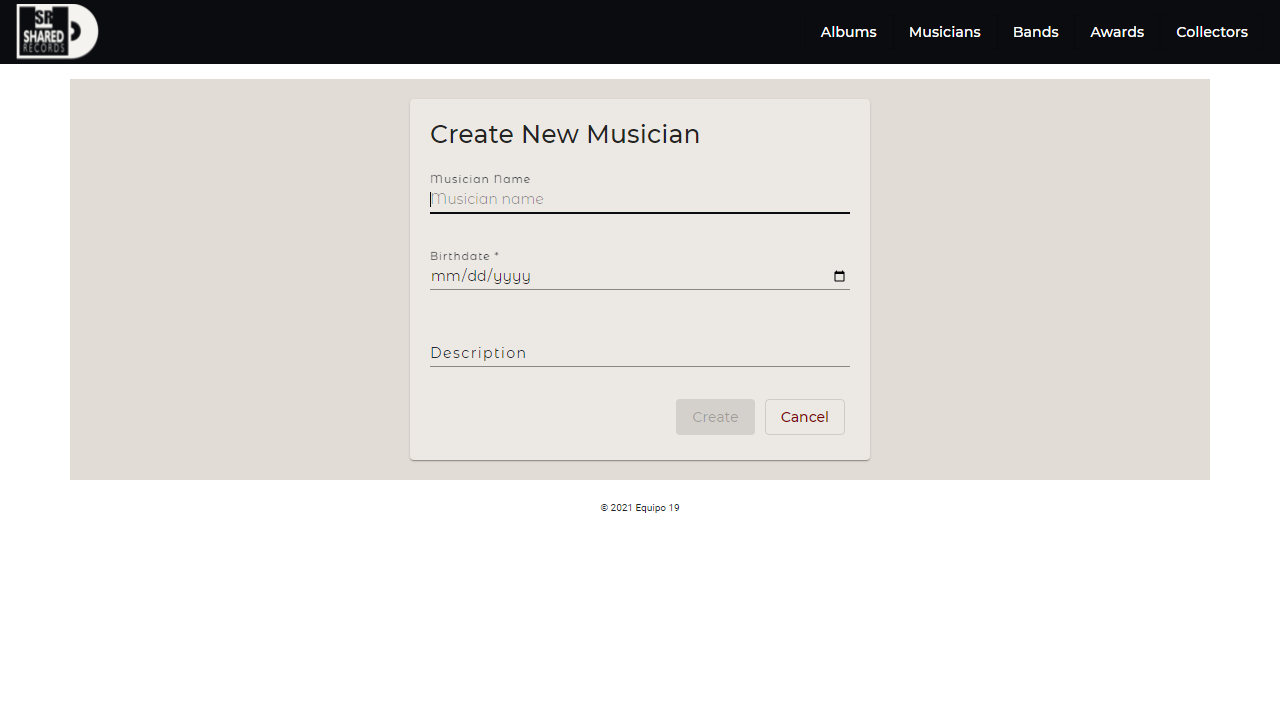 SR
SHARED
RECORDS
Albums
Musicians
Bands
Awards
Collectors
Create New Musician
Musician Name
Musician name
Birthdate *
mm/dd/yyyy
Description
Create
Cancel
© 2021 Equipo 19